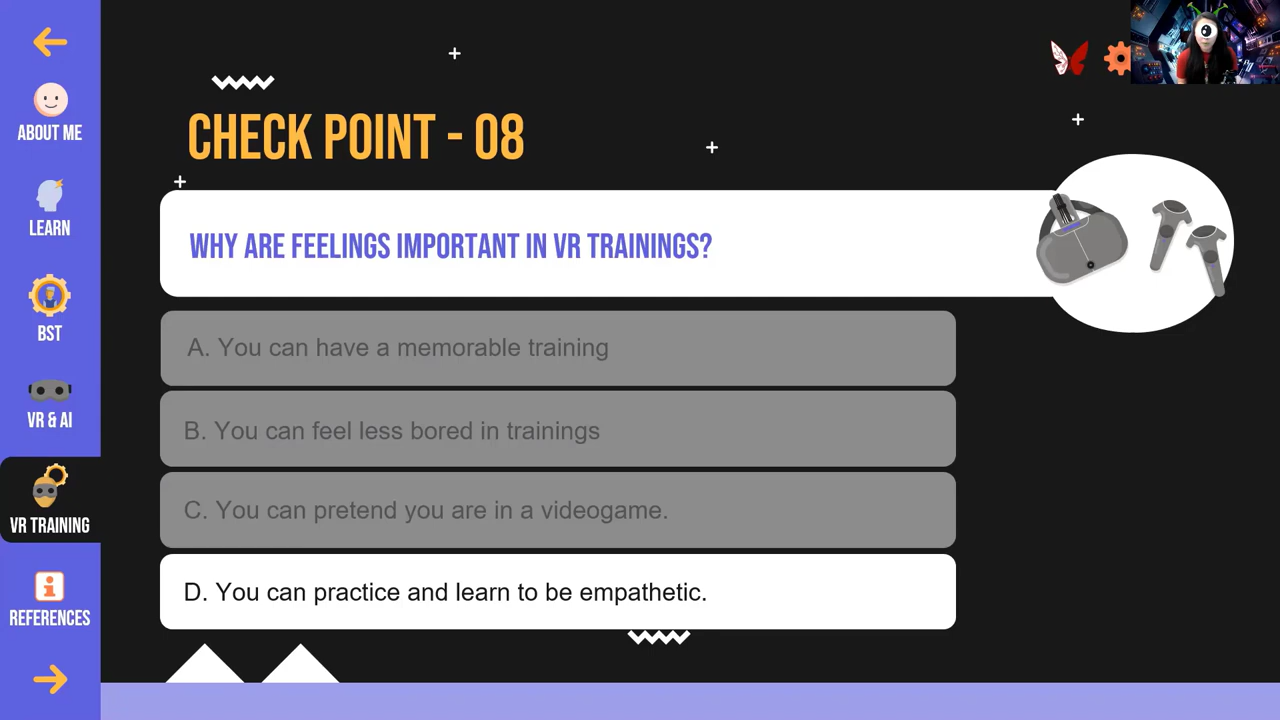 ABOUT ME
LEARN
BST
VR & AI
VR TRAINING
REFERENCES
CHECK POINT - 08
WHY ARE FEELINGS IMPORTANT IN VR TRAININGS?
A. You can have a memorable training
B. You can feel less bored in trainings
C. You can pretend you are in a videogame.
D. You can practice and learn to be empathetic.